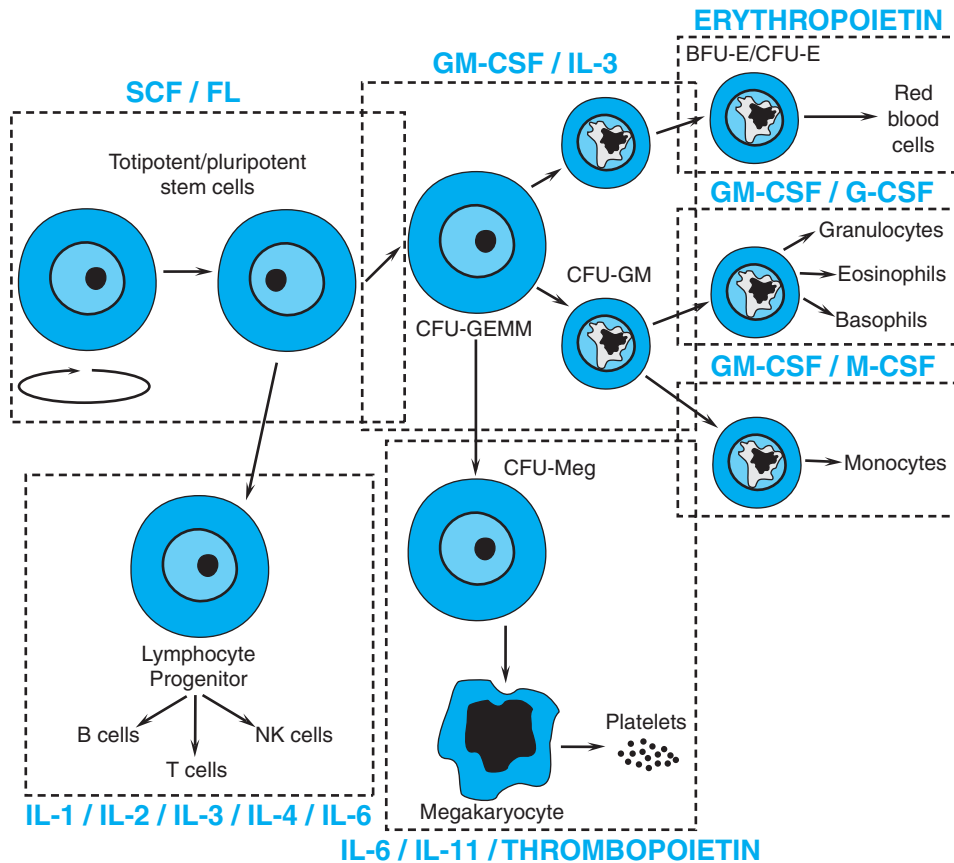 ERYTHROPOIETIN
BFU-E/CFU-E
Red
blood
cells
GM-CSF / IL-3
SCF / FL
Totipotent/pluripotent
stem cells
GM-CSF / G-CSF
Granulocytes
Eosinophils
Basophils
CFU-GM
CFU-GEMM
GM-CSF / M-CSF
Monocytes
CFU-Meg
Lymphocyte
Progenitor
B cells
NK cells
T cells
Platelets
Megakaryocyte
IL-1 / IL-2 / IL-3 / IL-4 / IL-6
IL-6 / IL-11 / THROMBOPOIETIN